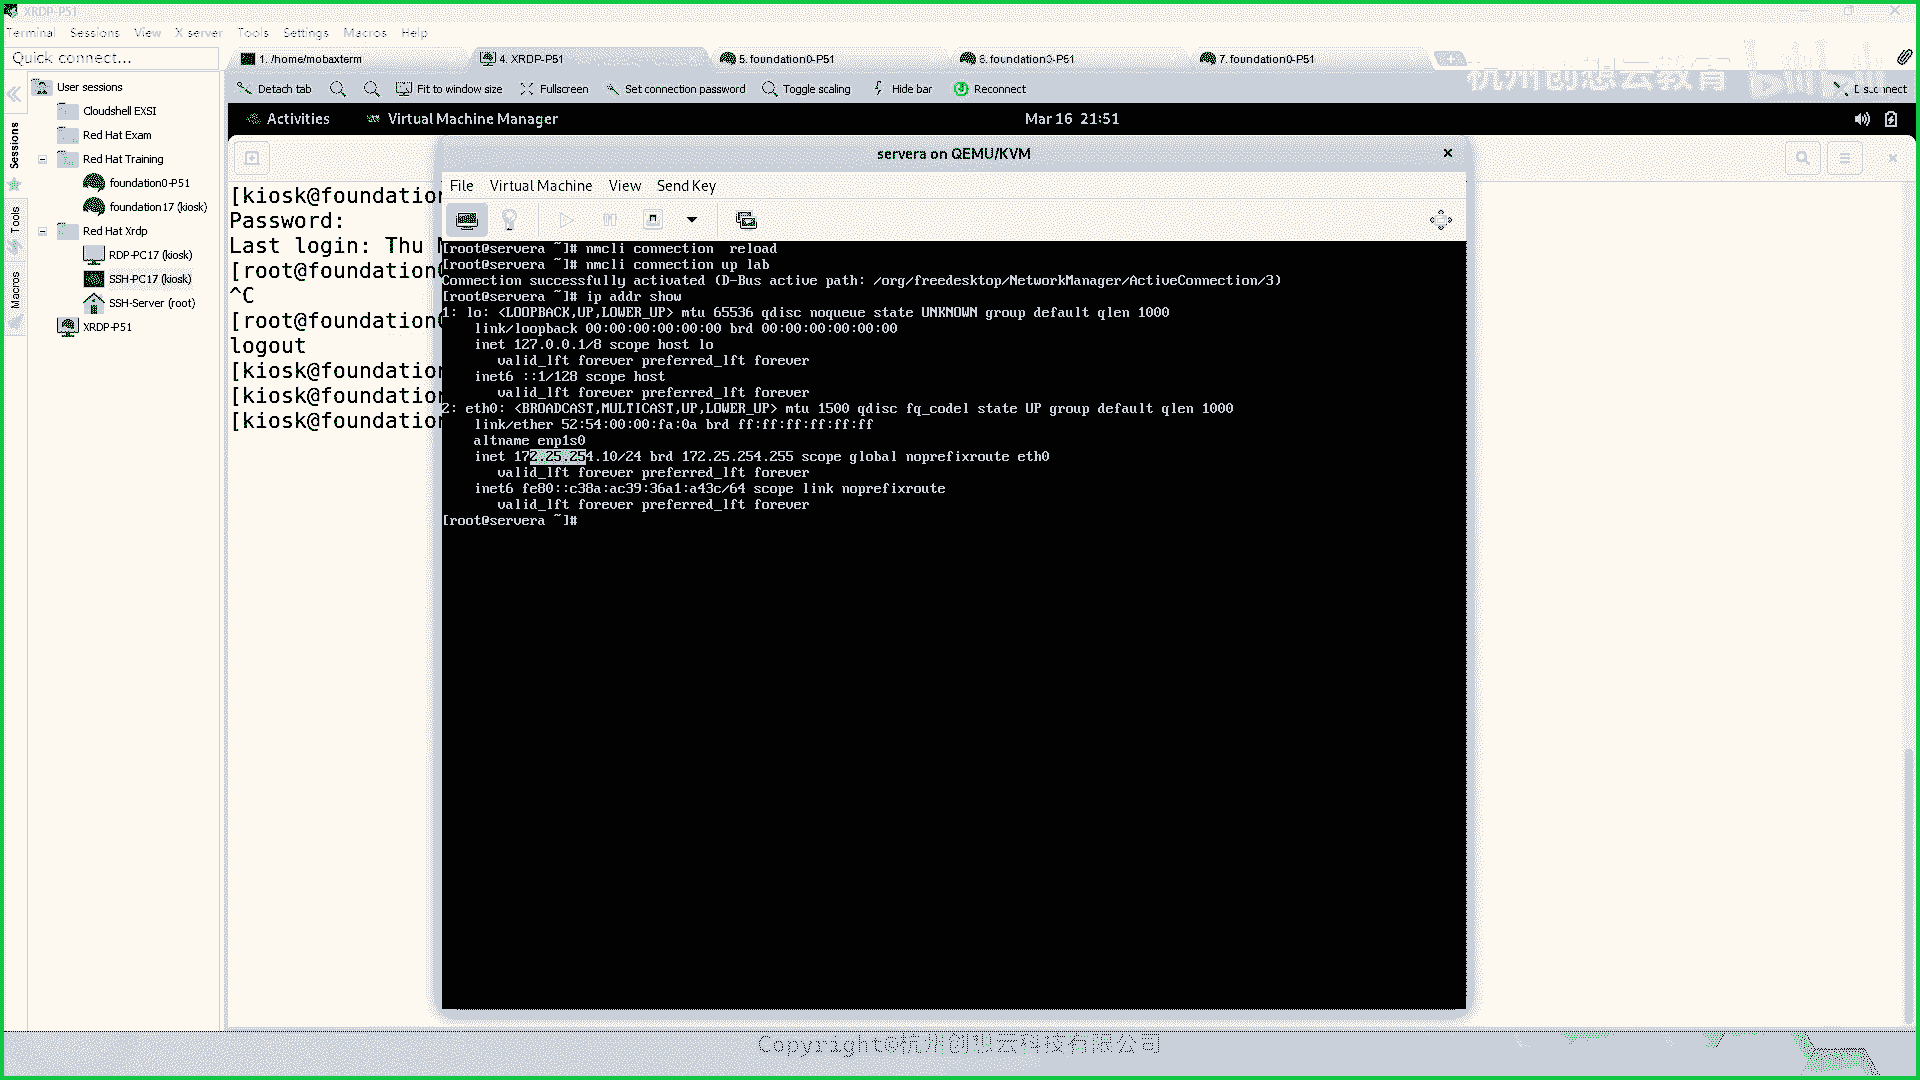 XRDP-P51
Terminal Sessions View X server Tools Settings Macros Help
Quick connect...
1. /home/mobaxterm
4. XRDP-P51
5. foundation0-P51
6. foundation0-P51
7. foundation0-P51
杭州创想云教育
bilibili
Detach tab
Fit to window size
Fullscreen
Set connection password
Toggle scaling
Hide bar
Reconnect
Disconnect
Sessions
Tools
Macros
User sessions
Cloudshell EXSI
Red Hat Exam
Red Hat Training
foundation0-P51
foundation17 (kiosk)
Red Hat Xrdp
RDP-PC17 (kiosk)
SSH-PC17 (kiosk)
SSH-Server (root)
XRDP-P51
Activities
Virtual Machine Manager
Mar 16 21:51
[kiosk@foundation
Password:
Last login: Thu M
[root@foundation
^C
[root@foundation
logout
[kiosk@foundation
[kiosk@foundation
[kiosk@foundation
servera on QEMU/KVM
File Virtual Machine View Send Key
[root@servera ~]# nmcli connection  reload
[root@servera ~]# nmcli connection up lab
Connection successfully activated (D-Bus active path: /org/freedesktop/NetworkManager/ActiveConnection/3)
[root@servera ~]# ip addr show
1: lo: <LOOPBACK,UP,LOWER_UP> mtu 65536 qdisc noqueue state UNKNOWN group default qlen 1000
link/loopback 00:00:00:00:00:00 brd 00:00:00:00:00:00
inet 127.0.0.1/8 scope host lo
valid_lft forever preferred_lft forever
inet6 ::1/128 scope host
valid_lft forever preferred_lft forever
2: eth0: <BROADCAST,MULTICAST,UP,LOWER_UP> mtu 1500 qdisc fq_codel state UP group default qlen 1000
link/ether 52:54:00:00:fa:0a brd ff:ff:ff:ff:ff:ff
altname enp1s0
inet 172.25.254.10/24 brd 172.25.254.255 scope global noprefixroute eth0
valid_lft forever preferred_lft forever
inet6 fe80::c38a:ac39:36a1:a43c/64 scope link noprefixroute
valid_lft forever preferred_lft forever
[root@servera ~]#
Copyright©杭州创想云科技有限公司